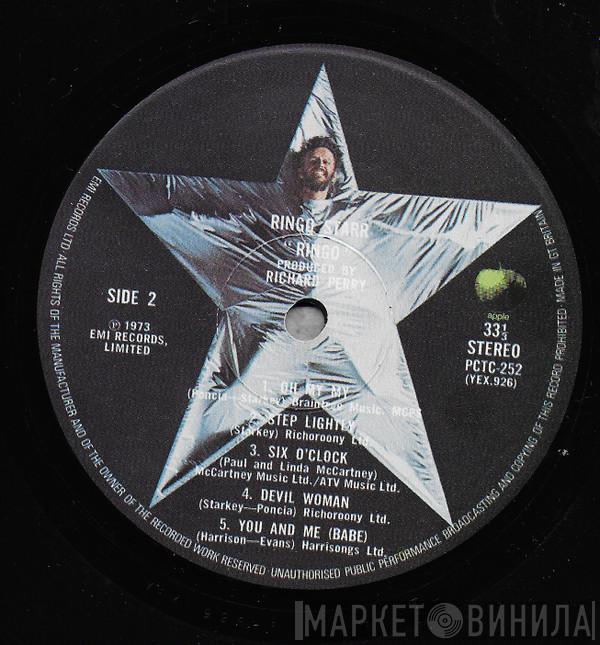 RINGO STARR
"RINGO
PRODUCED BY
RICHARD PERRY
SIDE 2
℗ 1973
EMI RECORDS,
LIMITED
apple
33⅓
STEREO
PCTC-252
(YEX.926)
1. OH MY MY
(Poncia—Starkey) Braintree Music. MCPS
2. STEP LIGHTLY
(Starkey) Richoroony Ltd.
3. SIX O'CLOCK
(Paul and Linda McCartney)
McCartney Music Ltd./ATV Music Ltd.
4. DEVIL WOMAN
(Starkey—Poncia) Richoroony Ltd.
5. YOU AND ME (BABE)
(Harrison—Evans) Harrisongs Ltd.
EMI RECORDS LTD· ALL RIGHTS OF THE MANUFACTURER AND OF THE OWNER OF THE RECORDED WORK RESERVED · UNAUTHORISED PUBLIC PERFORMANCE BROADCASTING AND COPYING OF THIS RECORD PROHIBITED · MADE IN GT BRITAIN
МАРКЕТ ВИНИЛА